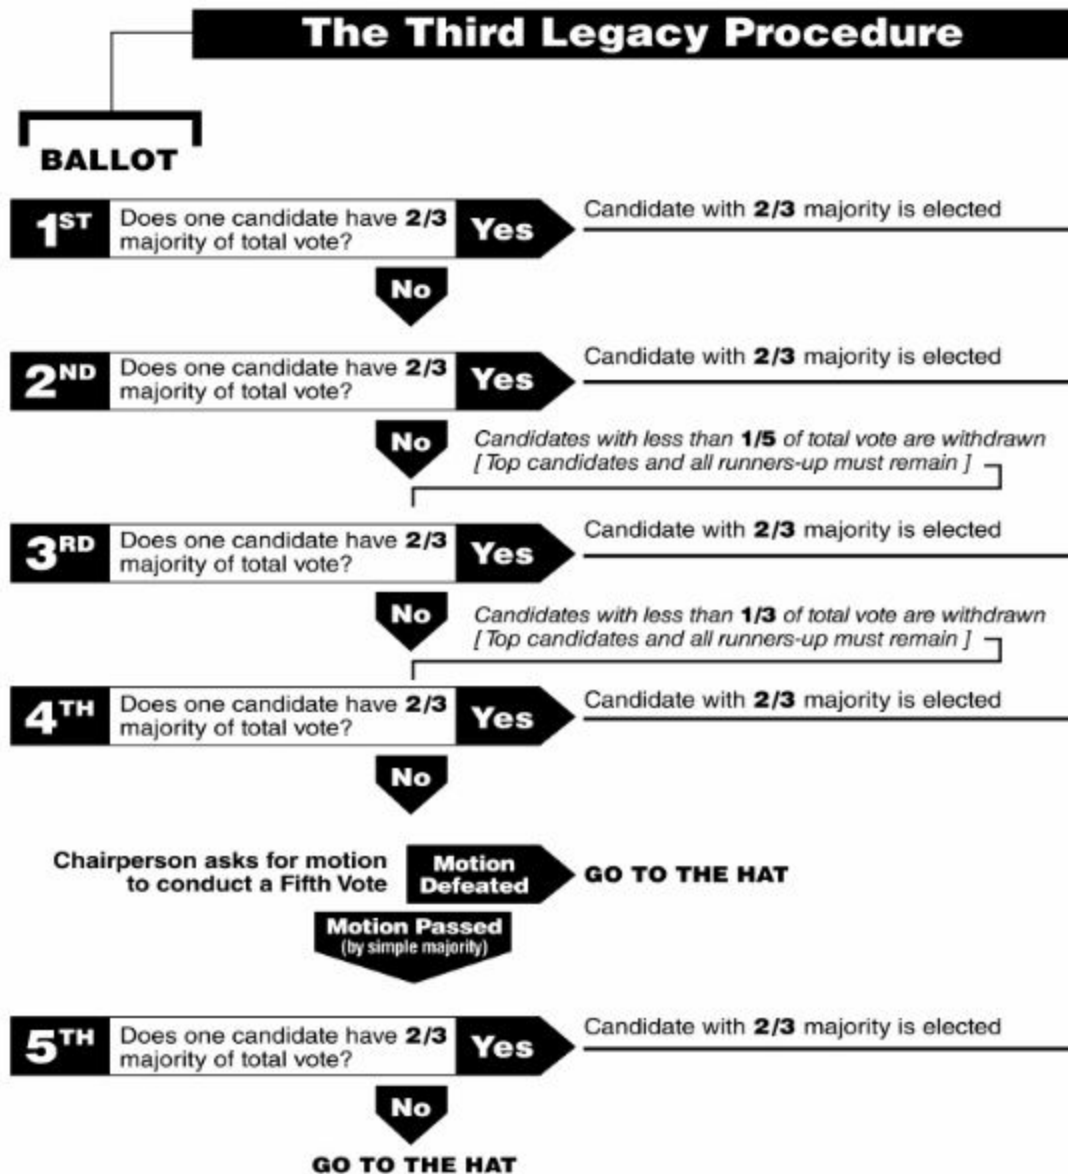 The Third Legacy Procedure
BALLOT
1ST
Does one candidate have 2/3
majority of total vote?
Yes
Candidate with 2/3 majority is elected
No
2ND
Does one candidate have 2/3
majority of total vote?
Yes
Candidate with 2/3 majority is elected
No
Candidates with less than 1/5 of total vote are withdrawn
[ Top candidates and all runners-up must remain ]
3RD
Does one candidate have 2/3
majority of total vote?
Yes
Candidate with 2/3 majority is elected
No
Candidates with less than 1/3 of total vote are withdrawn
[ Top candidates and all runners-up must remain ]
4TH
Does one candidate have 2/3
majority of total vote?
Yes
Candidate with 2/3 majority is elected
No
Chairperson asks for motion
to conduct a Fifth Vote
Motion
Defeated
GO TO THE HAT
Motion Passed
(by simple majority)
5TH
Does one candidate have 2/3
majority of total vote?
Yes
Candidate with 2/3 majority is elected
No
GO TO THE HAT